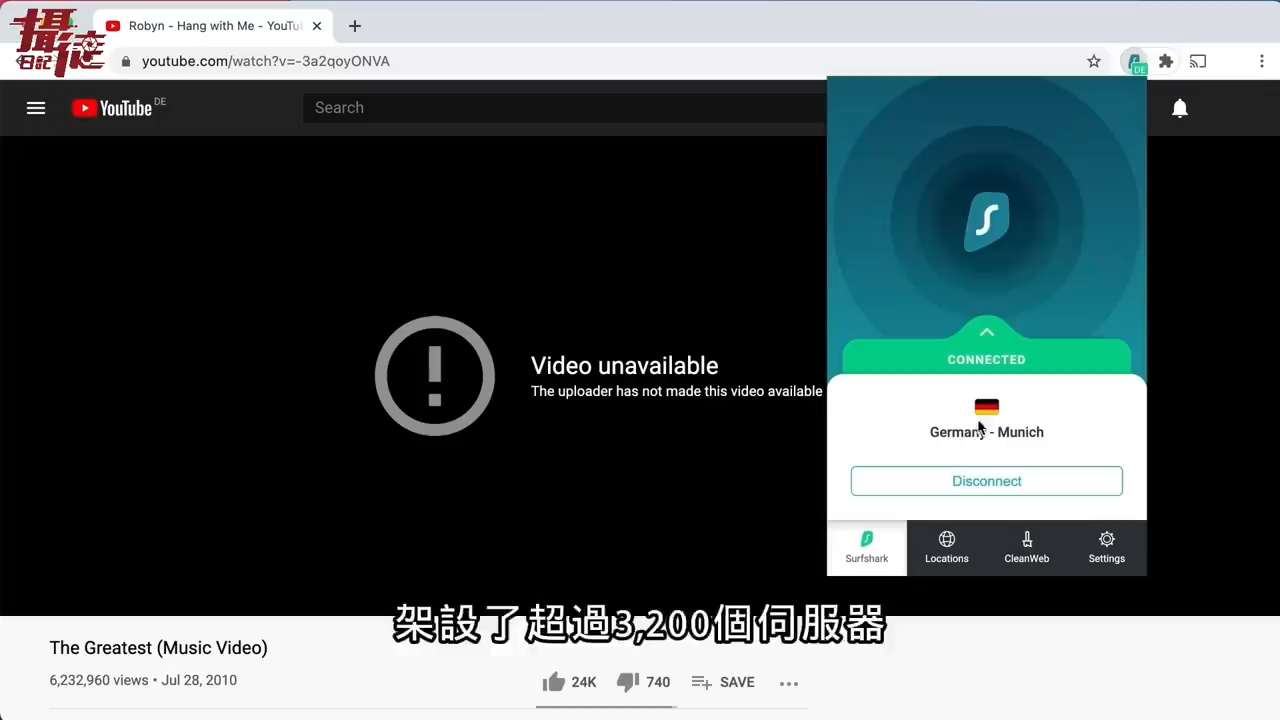 攝徒
日記
Robyn - Hang with Me - YouTu
youtube.com/watch?v=-3a2qoyONVA
DE
YouTube DE
Search
Video unavailable
The uploader has not made this video available
CONNECTED
Germany - Munich
Disconnect
Surfshark
Locations
CleanWeb
Settings
架設了超過3,200個伺服器
The Greatest (Music Video)
6,232,960 views • Jul 28, 2010
24K
740
SAVE